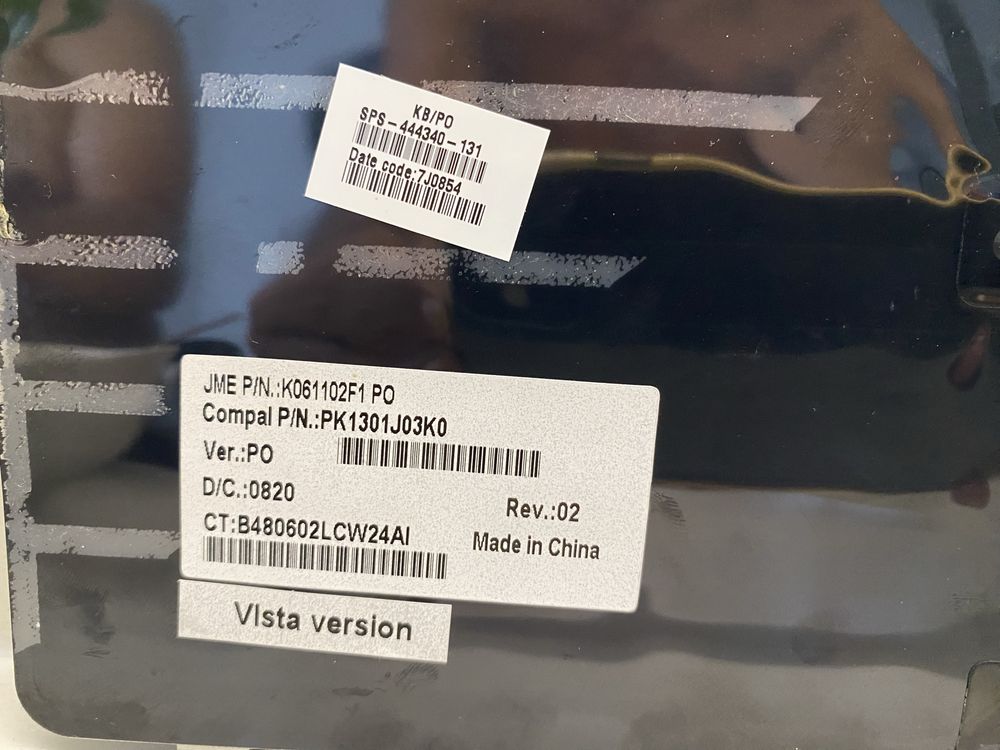 KB/PO
SPS-444340-131
Date code:7J0854
JME P/N.:K061102F1 PO
Compal P/N.:PK1301J03K0
Ver.:PO
D/C.:0820
Rev.:02
CT:B480602LCW24AI
Made in China
VIsta version